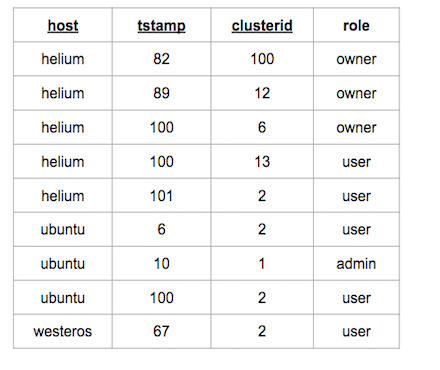 host tstamp clusterid role
helium 82 100 owner
helium 89 12 owner
helium 100 6 owner
helium 100 13 user
helium 101 2 user
ubuntu 6 2 user
ubuntu 10 1 admin
ubuntu 100 2 user
westeros 67 2 user